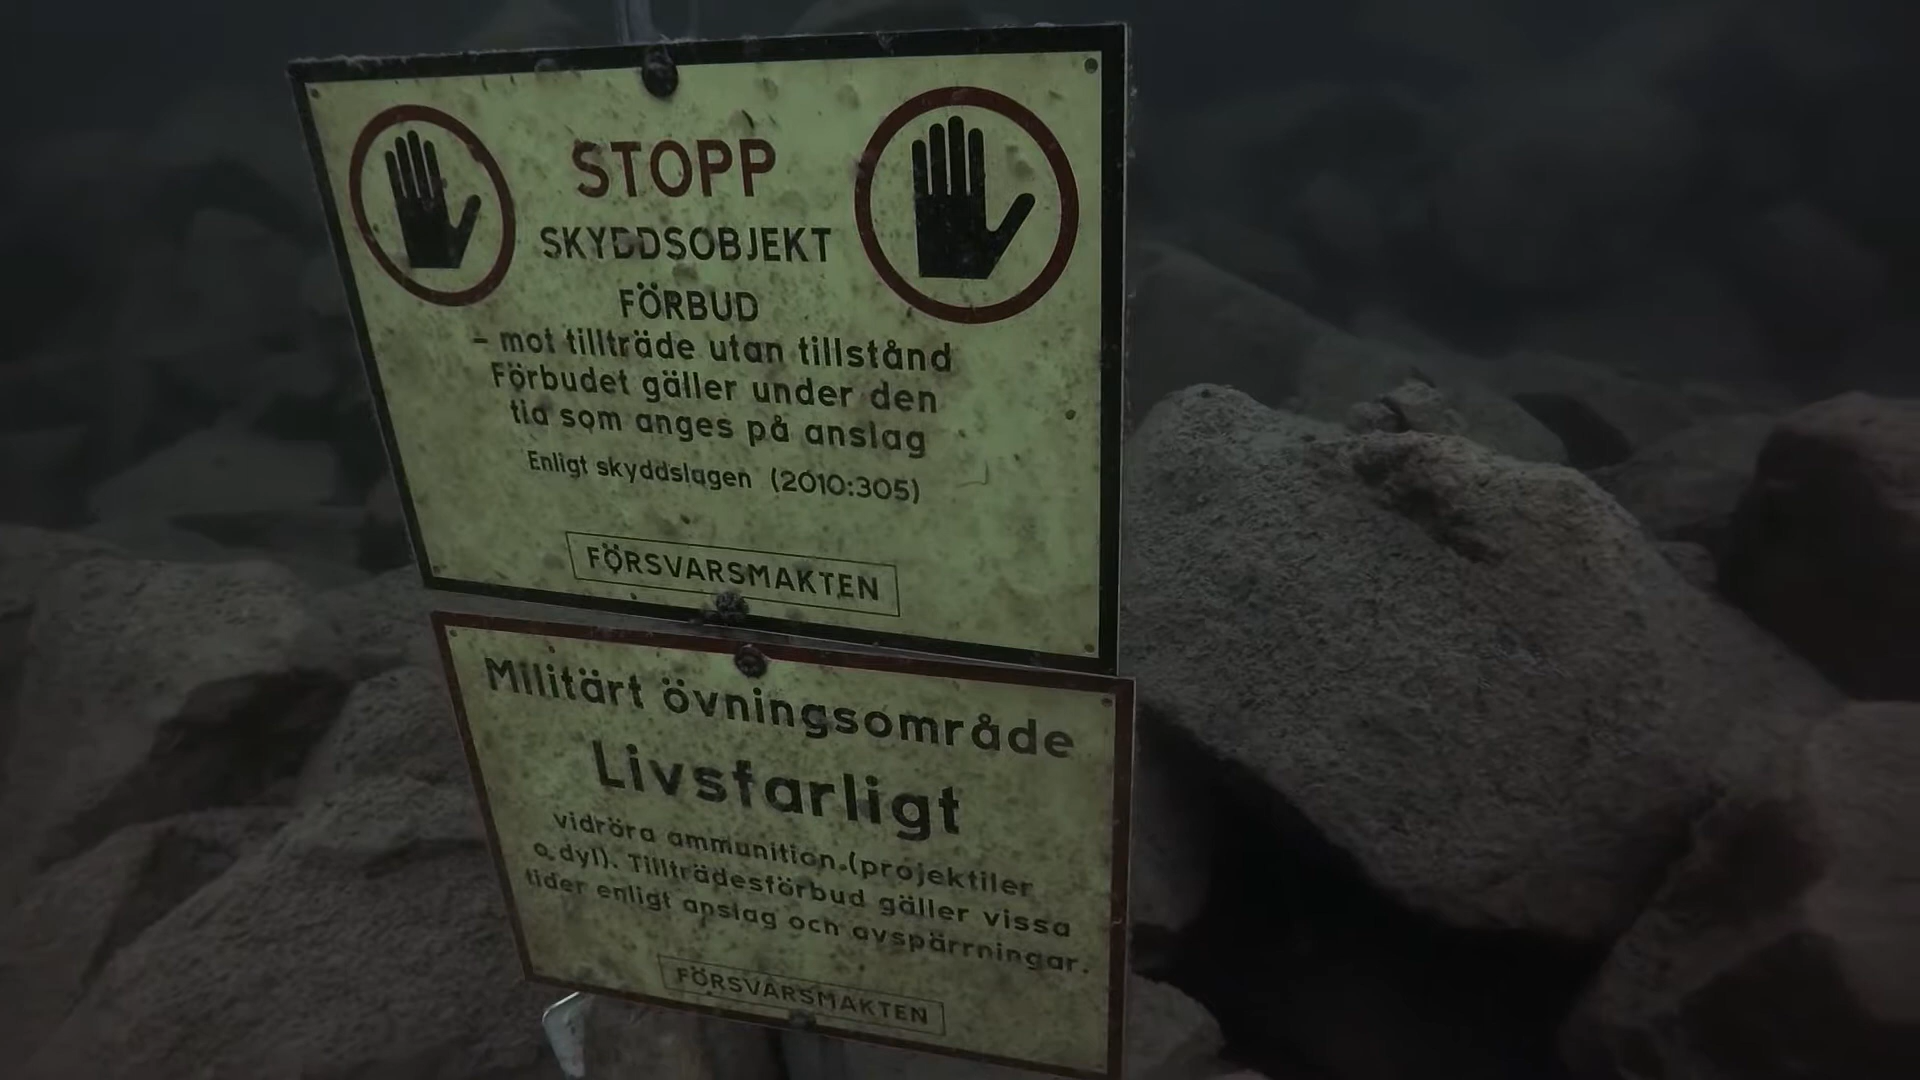 STOPP
SKYDDSOBJEKT
FÖRBUD
- mot tillträde utan tillstånd
Förbudet gäller under den
tid som anges på anslag
Enligt skyddslagen (2010:305)
FÖRSVARSMAKTEN
Militärt övningsområde
Livsfarligt
vidröra ammunition.(projektiler
o.dyl). Tillträdesförbud gäller vissa
tider enligt anslag och avspärrningar.
FÖRSVARSMAKTEN